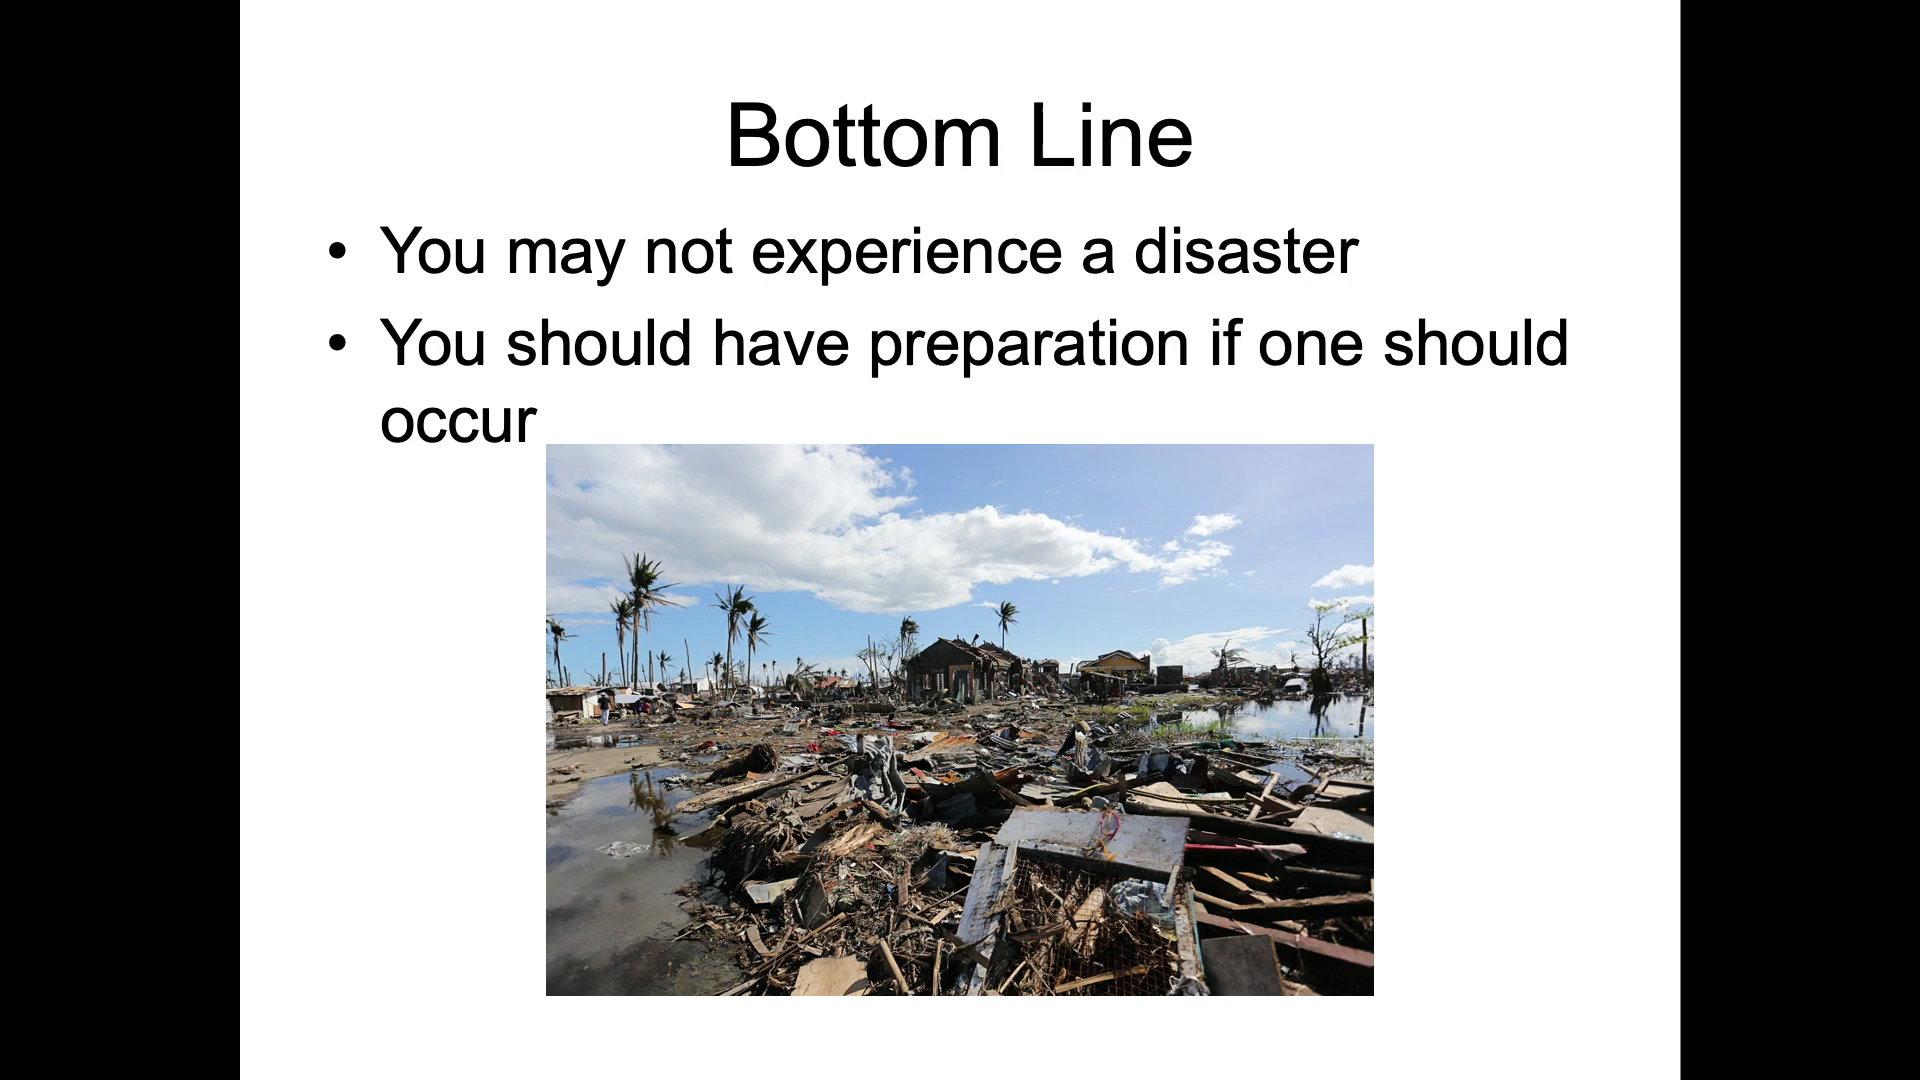 Bottom Line
• You may not experience a disaster
• You should have preparation if one should
occur